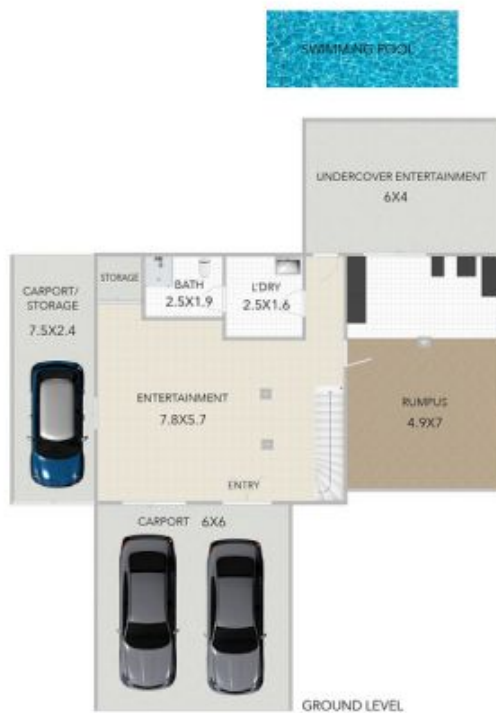 SWIMMING POOL
UNDERCOVER ENTERTAINMENT
6X4
STORAGE
BATH
2.5X1.9
L'DRY
2.5X1.6
CARPORT/
STORAGE
7.5X2.4
ENTERTAINMENT
7.8X5.7
RUMPUS
4.9X7
ENTRY
CARPORT 6X6
GROUND LEVEL